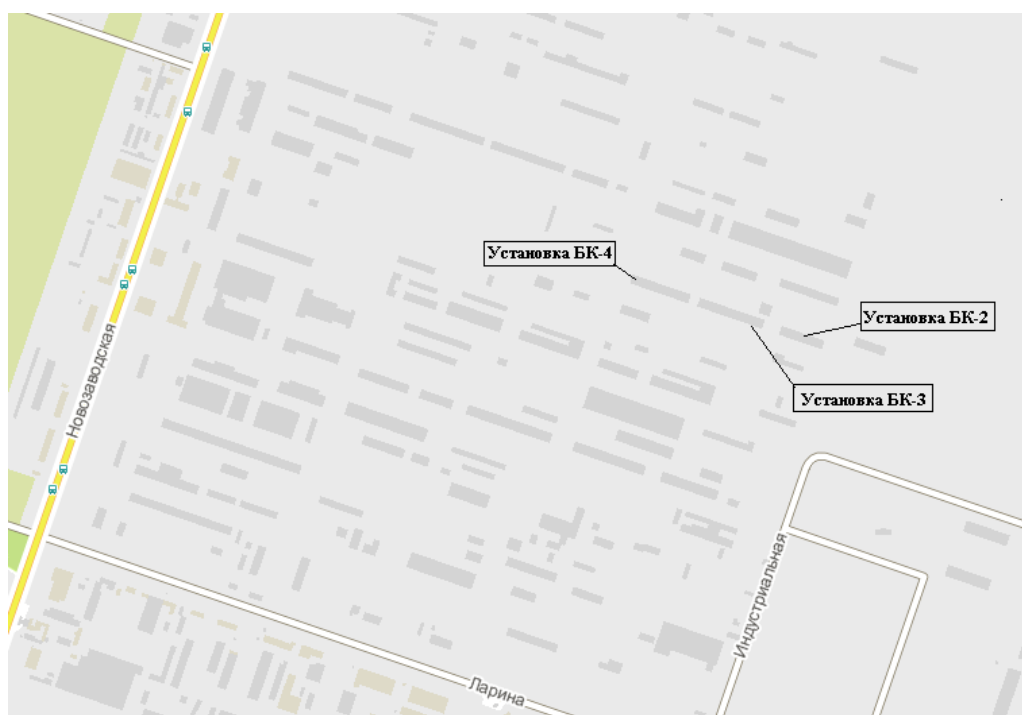 Установка БК-4
Установка БК-2
Новозаводская
Установка БК-3
Индустриальная
Ларина